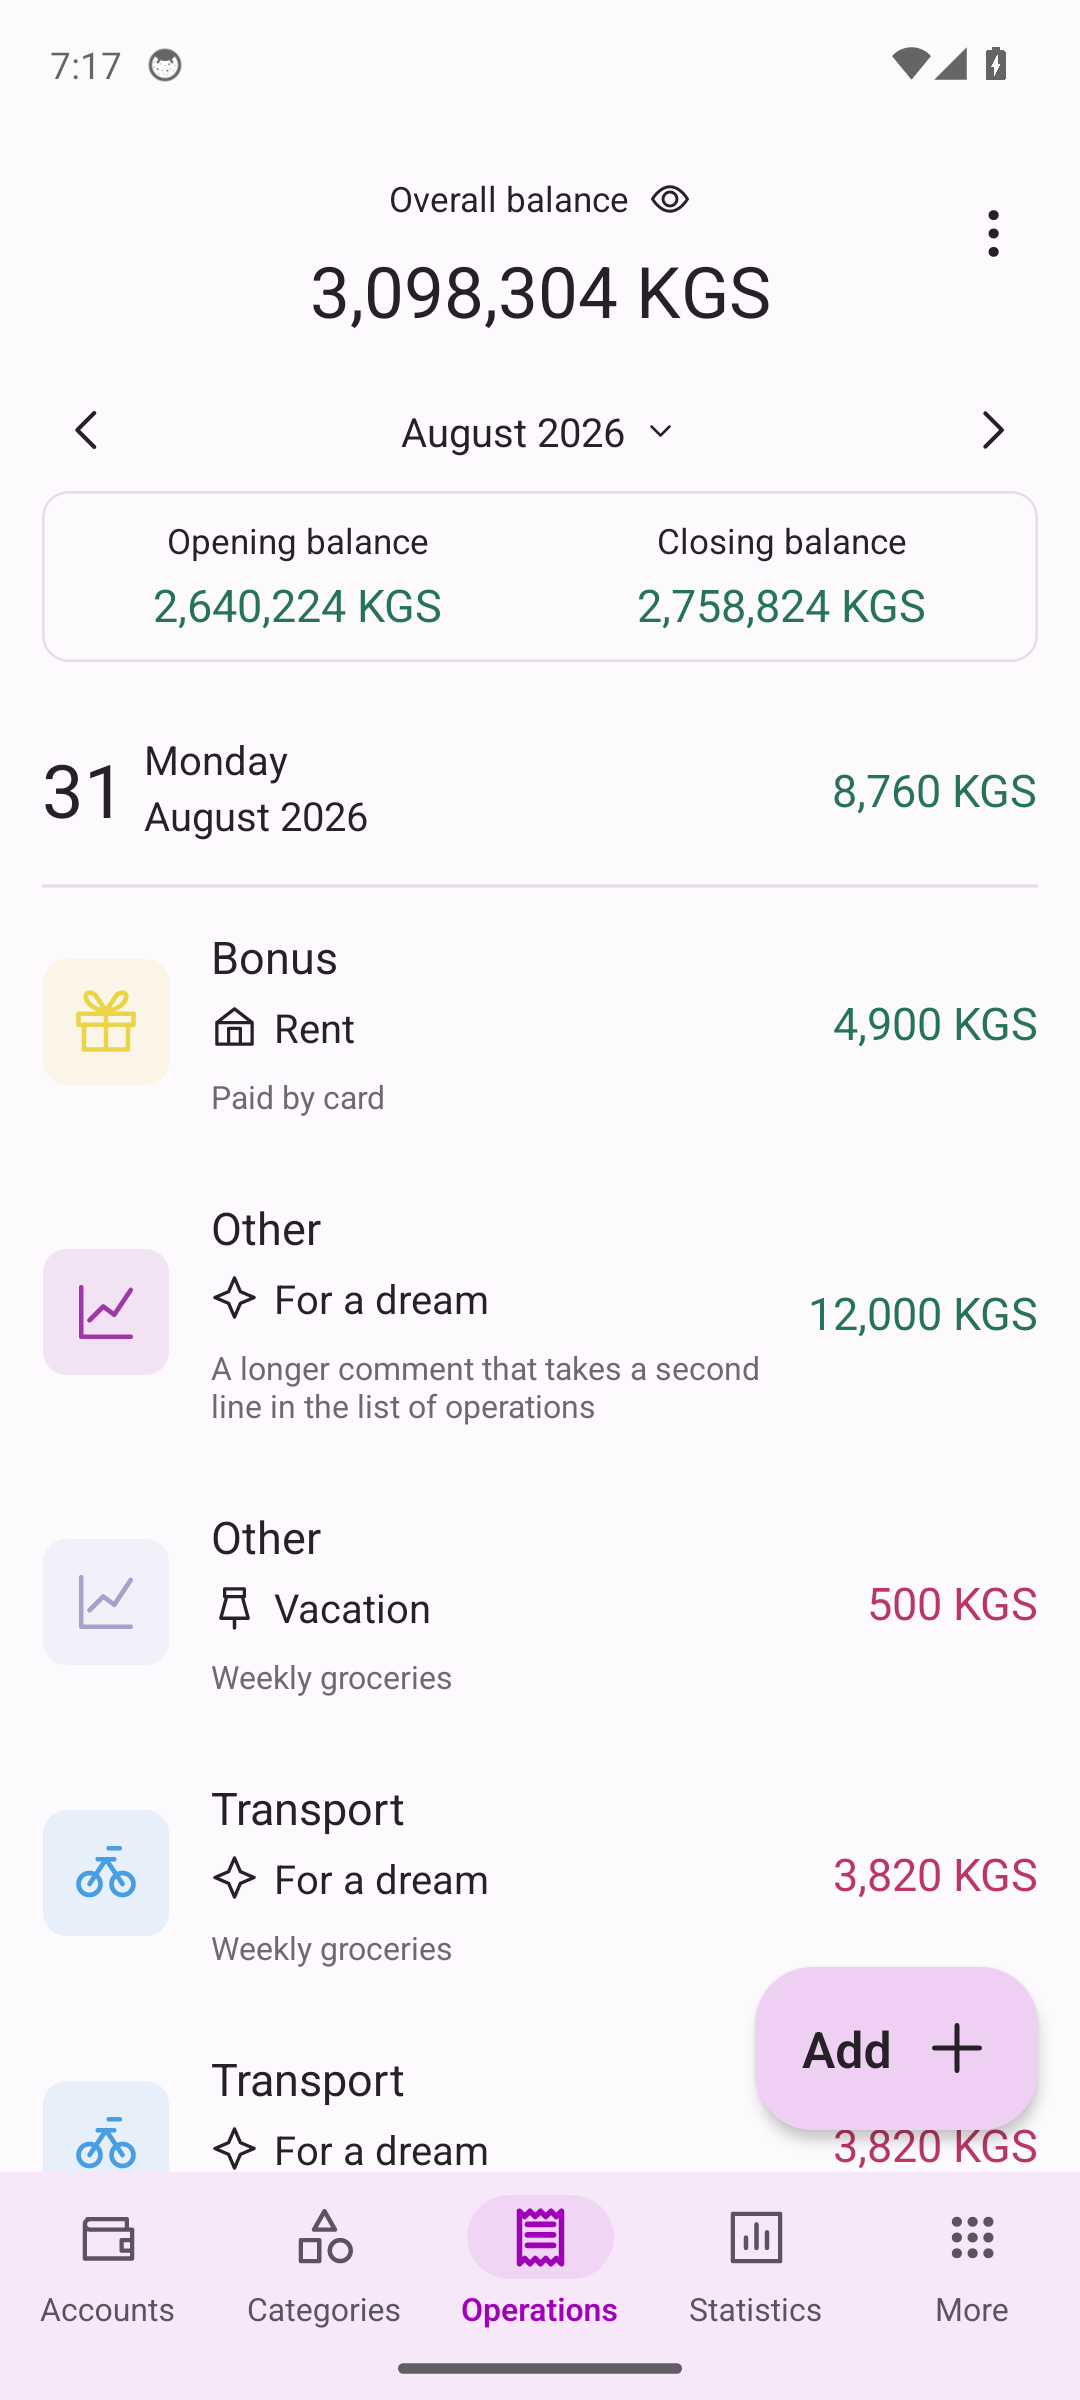 7:17
Overall balance
3,098,304 KGS
August 2026
Opening balance
Closing balance
2,640,224 KGS
2,758,824 KGS
31
Monday
August 2026
8,760 KGS
Bonus
Rent
Paid by card
4,900 KGS
Other
For a dream
A longer comment that takes a second
line in the list of operations
12,000 KGS
Other
Vacation
Weekly groceries
500 KGS
Transport
For a dream
Weekly groceries
3,820 KGS
Add
Transport
For a dream
3,820 KGS
Accounts
Categories
Operations
Statistics
More